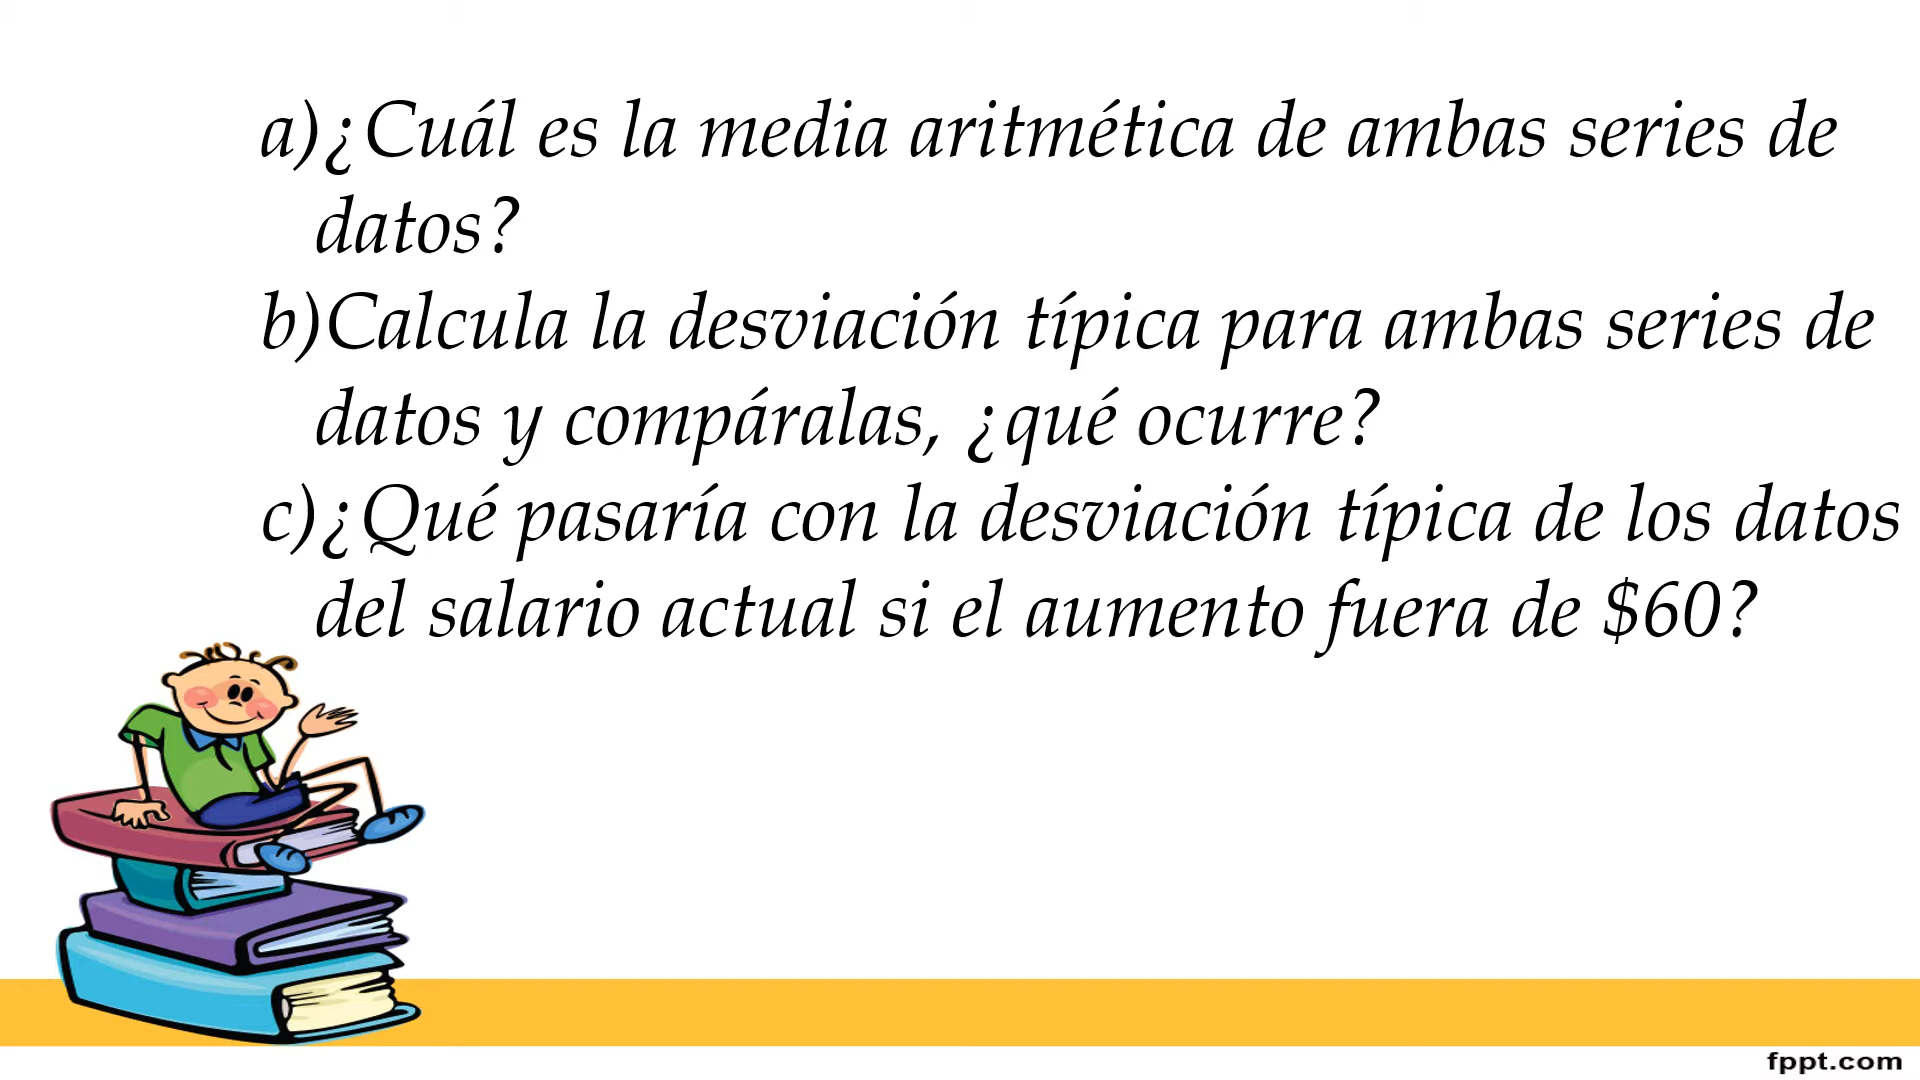 a)¿Cuál es la media aritmética de ambas series de
datos?
b)Calcula la desviación típica para ambas series de
datos y compáralas, ¿qué ocurre?
c)¿Qué pasaría con la desviación típica de los datos
del salario actual si el aumento fuera de $60?
fppt.com